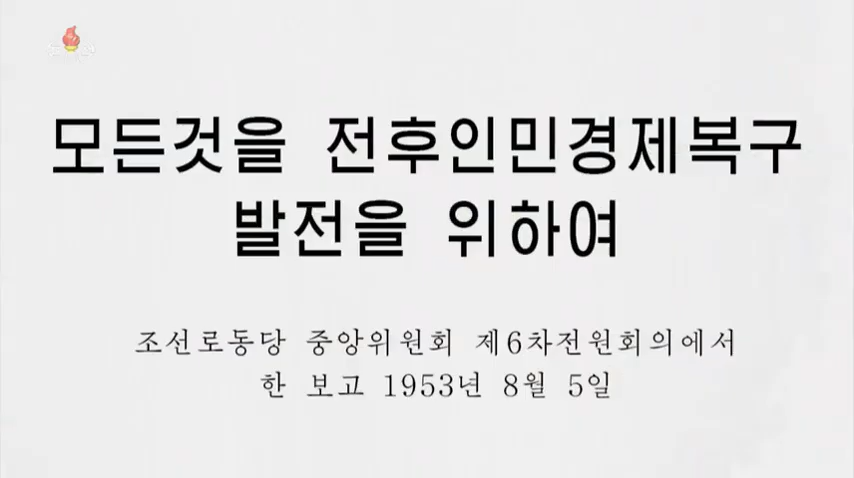 모든것을 전후인민경제복구
발전을 위하여
조선로동당 중앙위원회 제6차전원회의에서
한 보고 1953년 8월 5일